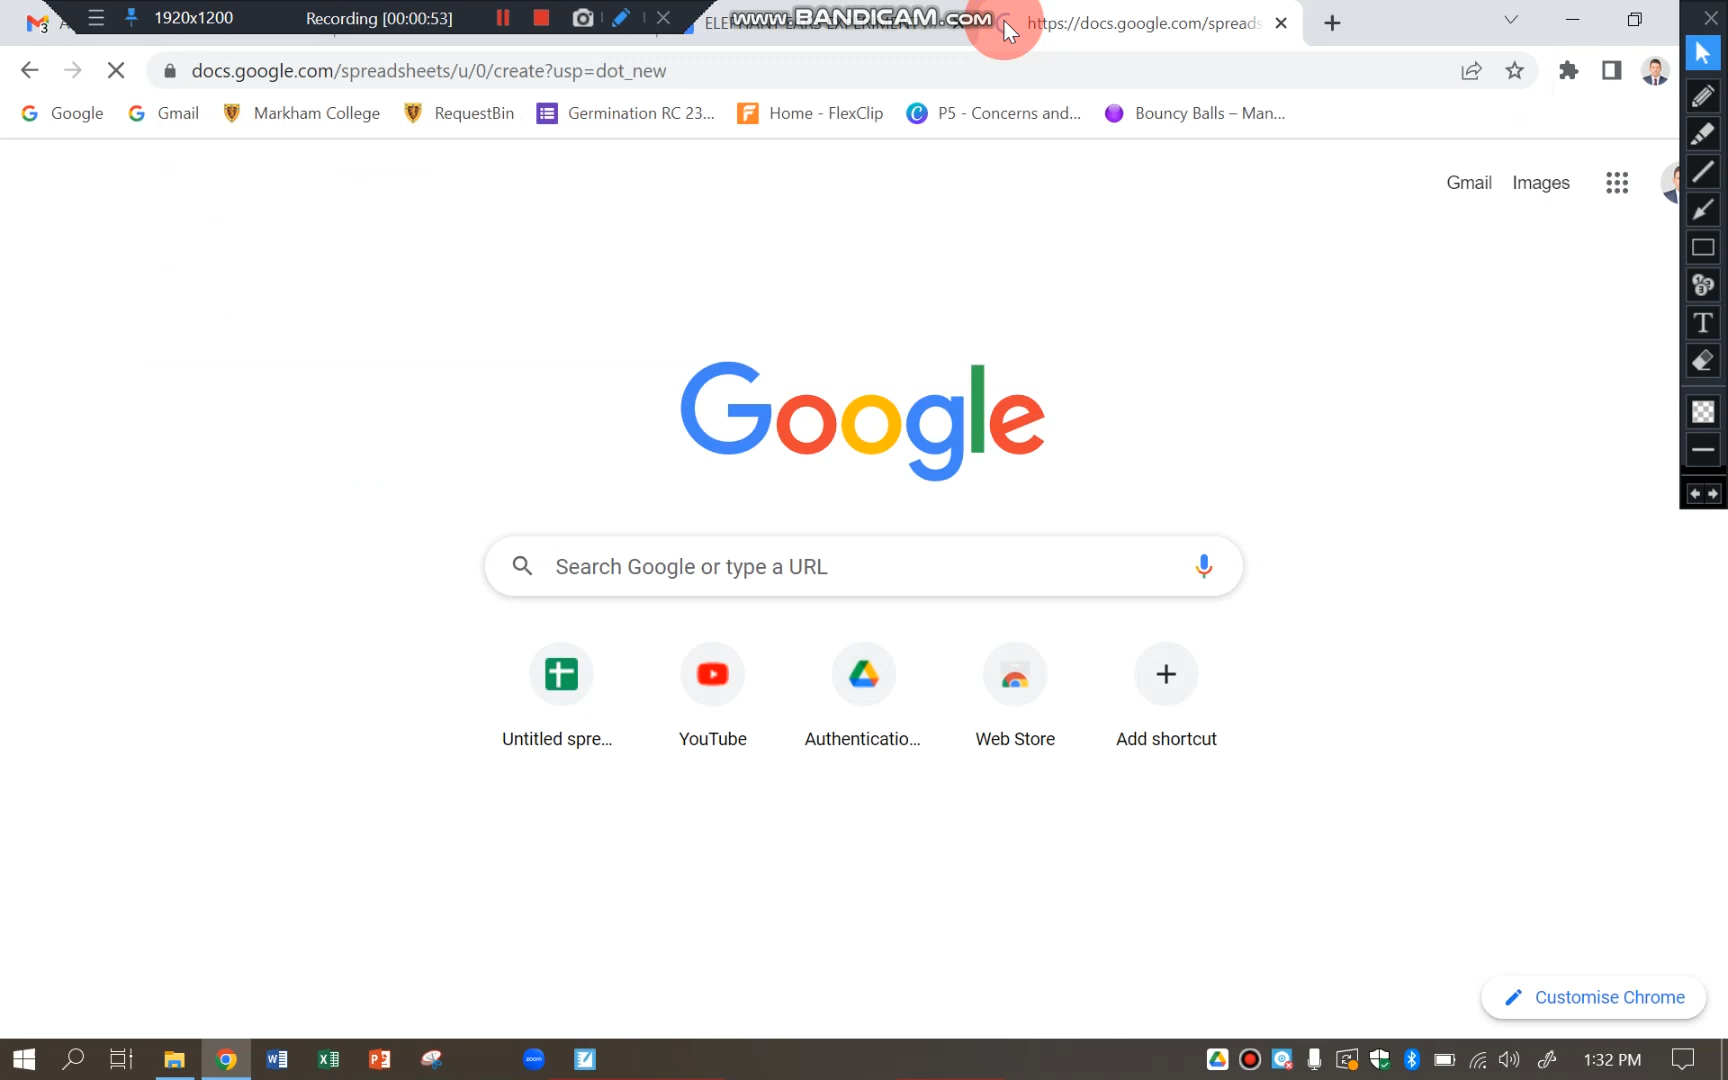 1920x1200
Recording [00:00:53]
www.BANDICAM.com
https://docs.google.com/spreads
docs.google.com/spreadsheets/u/0/create?usp=dot_new
Google
Gmail
Markham College
RequestBin
Germination RC 23...
Home - FlexClip
P5 - Concerns and...
Bouncy Balls – Man...
Gmail Images
Google
Search Google or type a URL
Untitled spre...
YouTube
Authenticatio...
Web Store
Add shortcut
Customise Chrome
zoom
1:32 PM